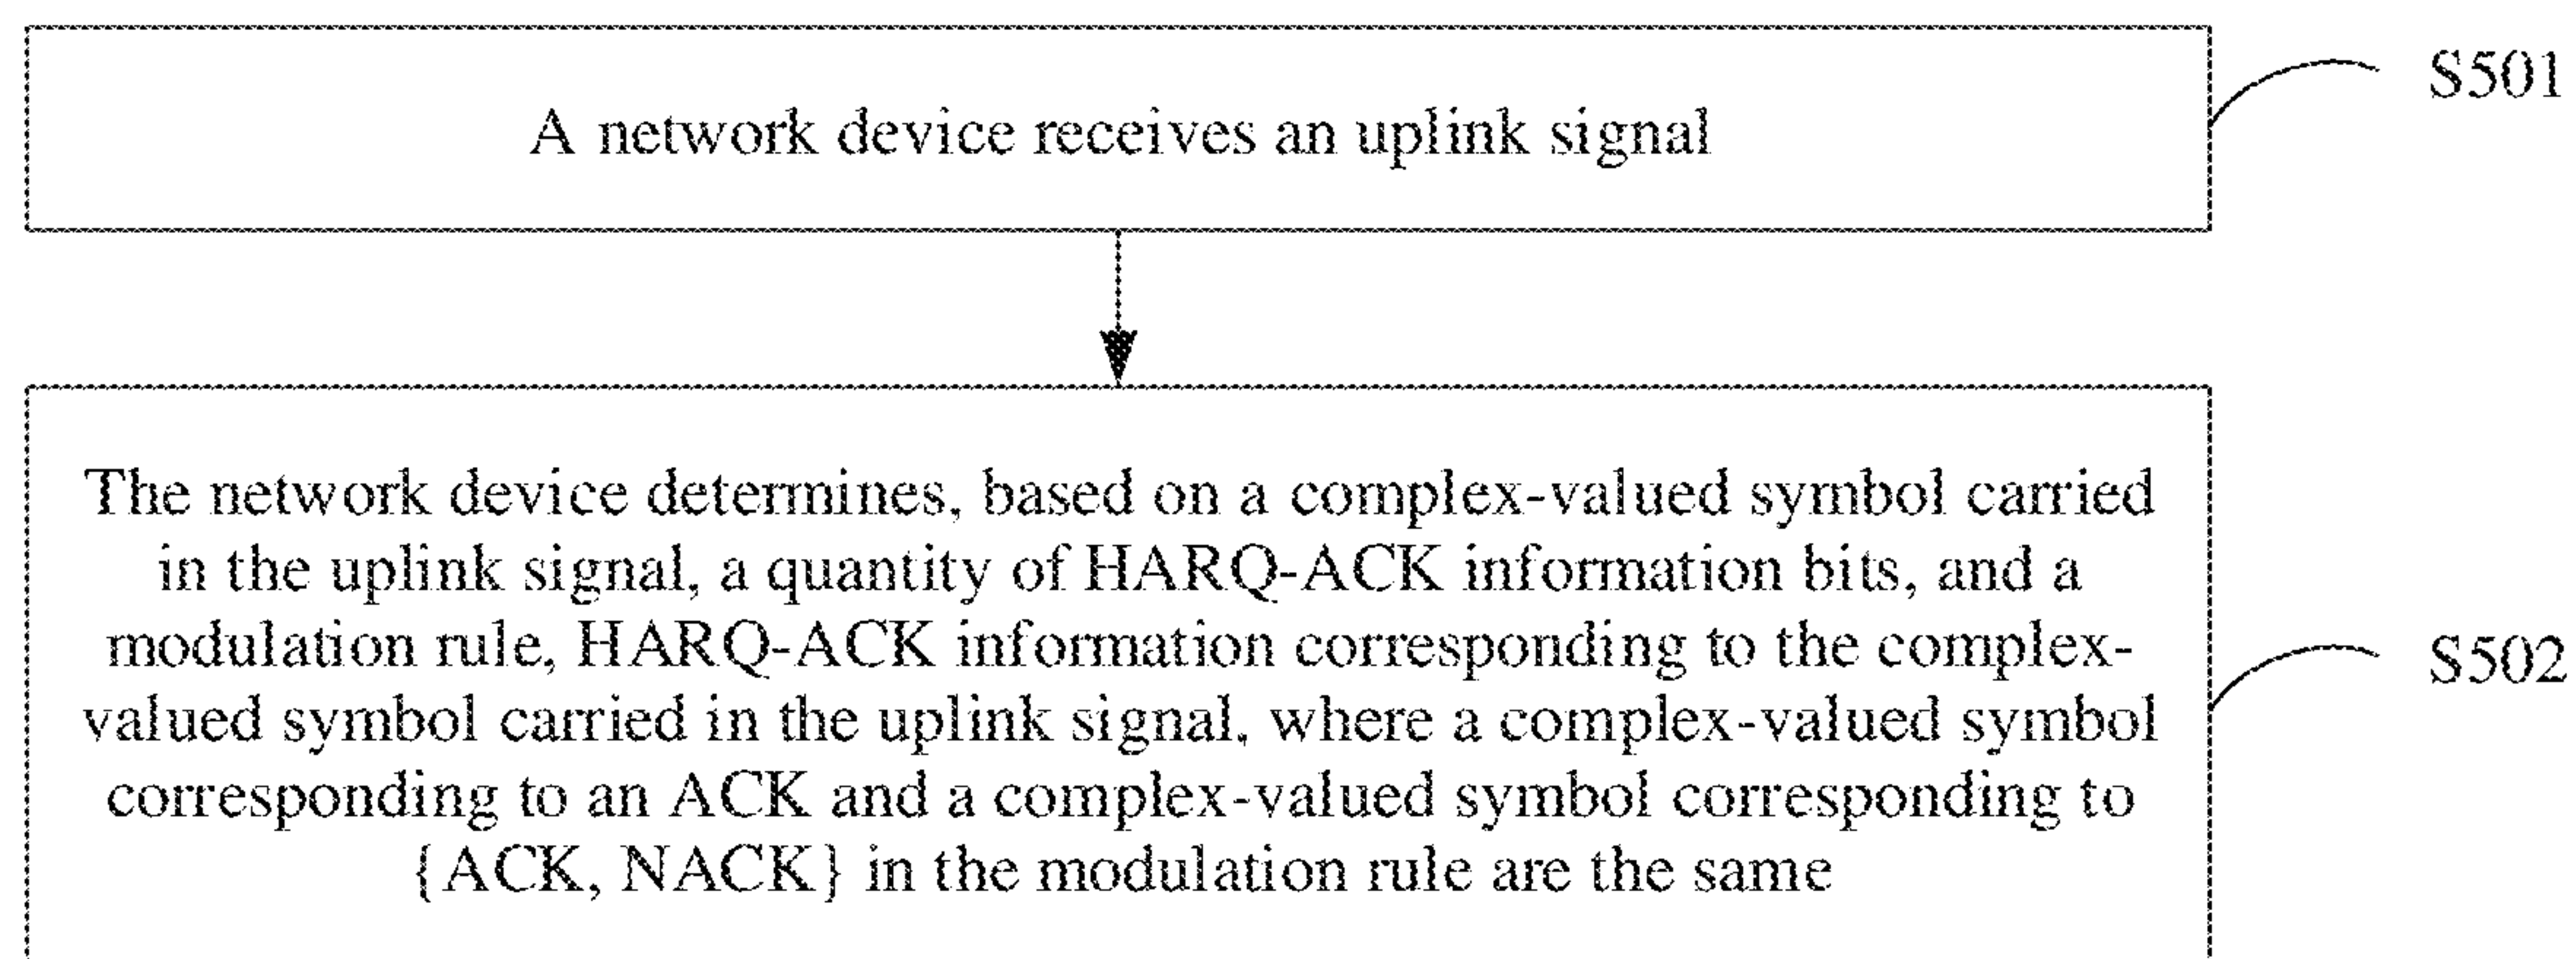 A network device receives an uplink signal
S501
The network device determines, based on a complex-valued symbol carried
in the uplink signal, a quantity of HARQ-ACK information bits, and a
modulation rule, HARQ-ACK information corresponding to the complex-
valued symbol carried in the uplink signal, where a complex-valued symbol
corresponding to an ACK and a complex-valued symbol corresponding to
{ACK, NACK} in the modulation rule are the same
S502